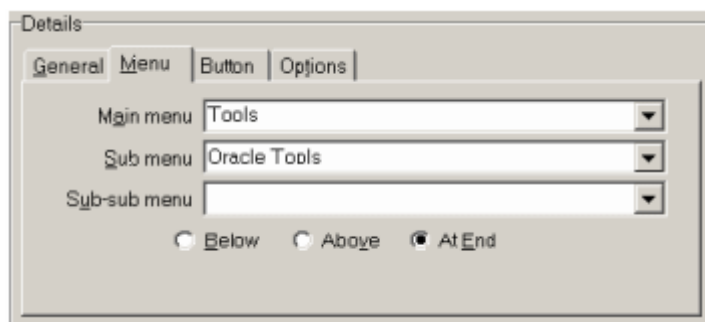 Details
General Menu Button Options
Main menu Tools
Sub menu Oracle Tools
Sub-sub menu
Below Above At End